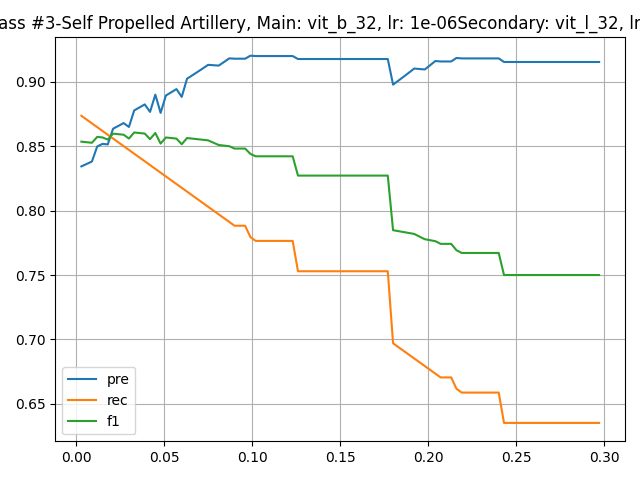 ass #3-Self Propelled Artillery, Main: vit_b_32, lr: 1e-06Secondary: vit_l_32, lr
0.90
0.85
0.80
0.75
0.70
0.65
pre
rec
f1
0.00 0.05 0.10 0.15 0.20 0.25 0.30